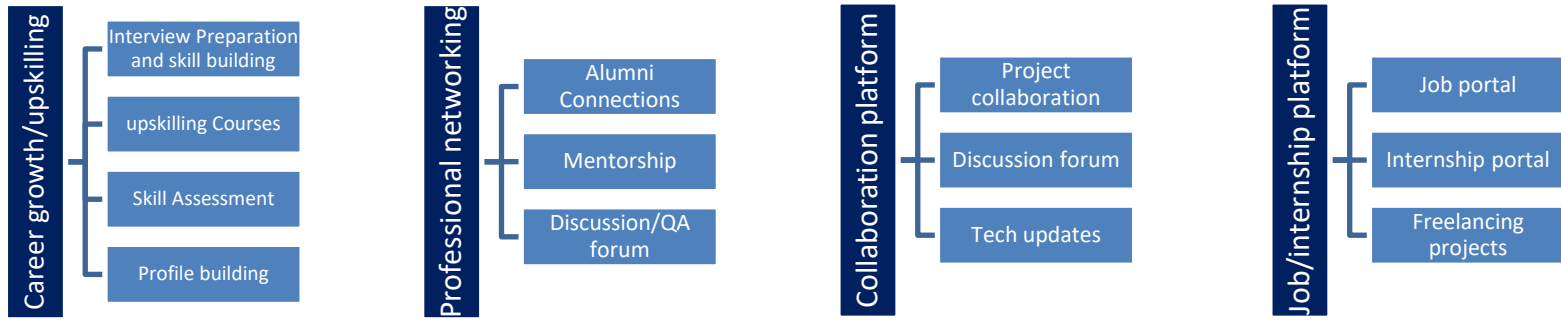 Career growth/upskilling
Interview Preparation
and skill building
upskilling Courses
Skill Assessment
Profile building
Professional networking
Alumni
Connections
Mentorship
Discussion/QA
forum
Collaboration platform
Project
collaboration
Discussion forum
Tech updates
Job/internship platform
Job portal
Internship portal
Freelancing
projects